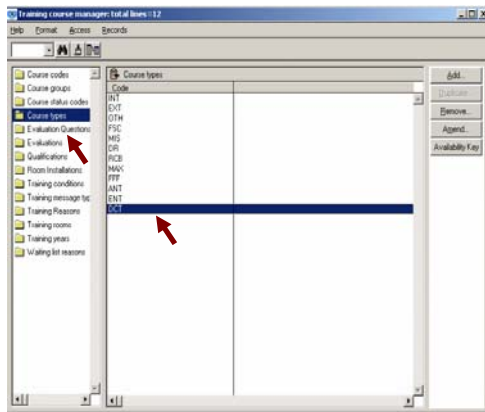 Training course manager: total lines=12
Help Format Access Records
Course codes
Course groups
Course status codes
Course types
Evaluation Questions
Evaluations
Qualifications
Room Installations
Training conditions
Training message typ
Training Reasons
Training rooms
Training years
Waiting list reasons
Course types
Code
INT
EXT
OTH
FSC
MIS
DR
RCB
MAX
FFF
ANT
ENT
OCT
Add...
Duplicate
Remove...
Amend...
Availability Key